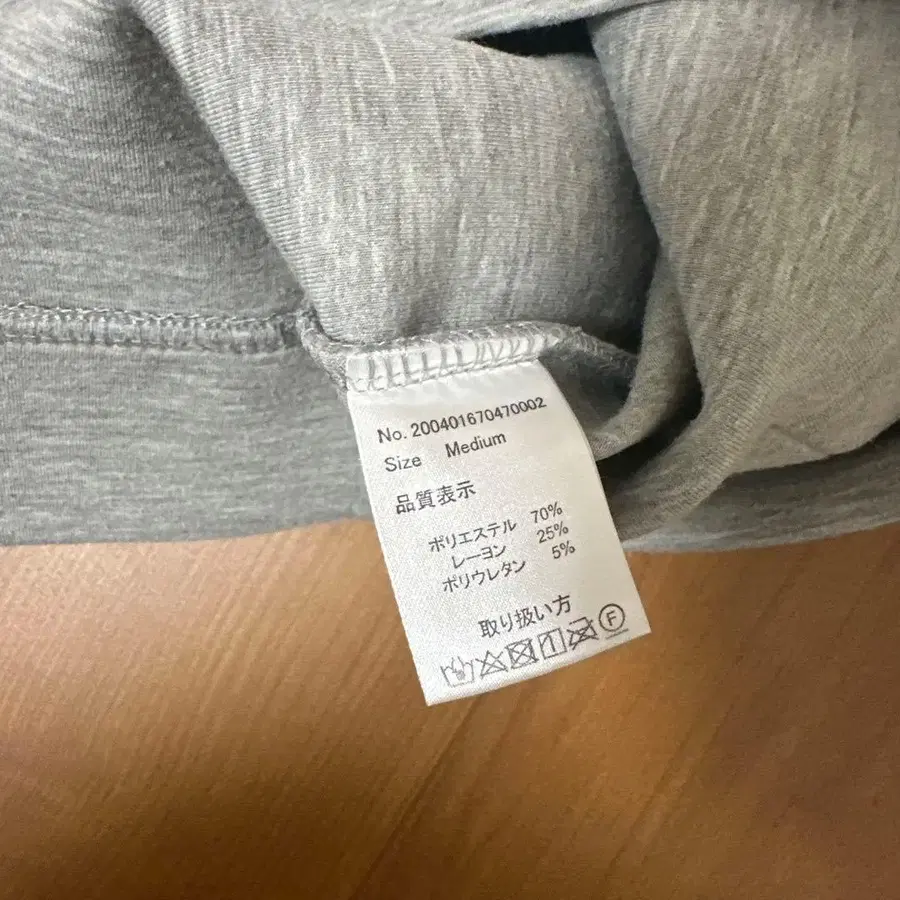 No. 200401670470002
Size Medium
品質表示
ポリエステル 70%
レーヨン 25%
ポリウレタン 5%
取り扱い方
F